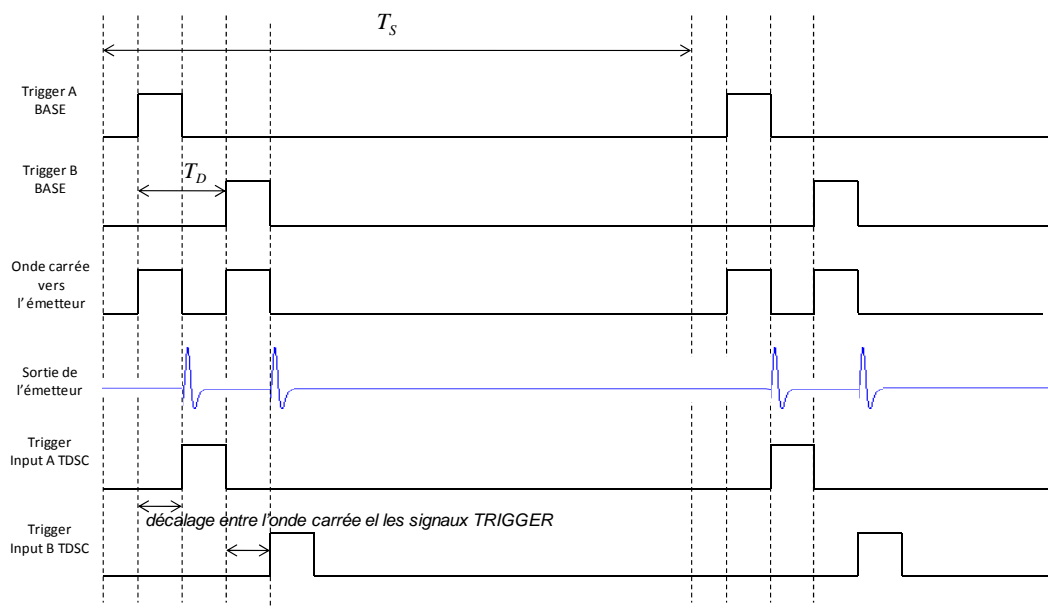 T_S
Trigger A
BASE
Trigger B
BASE
T_D
Onde carrée
vers
l' émetteur
Sortie de
l'émetteur
Trigger
Input A TDSC
décalage entre l'onde carrée el les signaux TRIGGER
Trigger
Input B TDSC